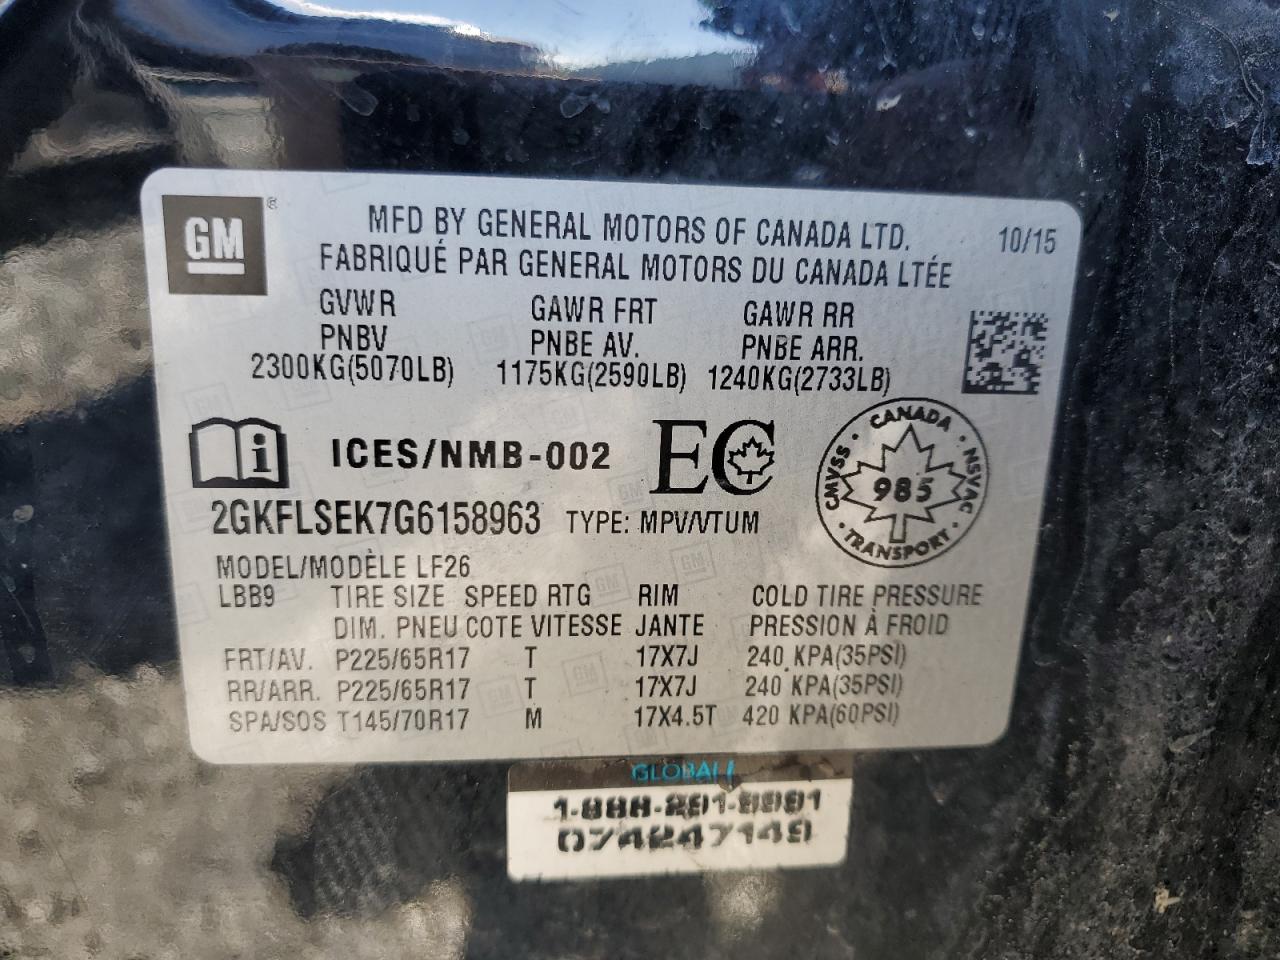 GM ®
MFD BY GENERAL MOTORS OF CANADA LTD. 10/15
FABRIQUÉ PAR GENERAL MOTORS DU CANADA LTÉE
GVWR GAWR FRT GAWR RR
PNBV PNBE AV. PNBE ARR.
2300KG(5070LB) 1175KG(2590LB) 1240KG(2733LB)
i ICES/NMB-002 EC
CANADA
CMVSS • 985 • NSVAC
TRANSPORT
2GKFLSEK7G6158963 TYPE: MPV/VTUM
MODEL/MODÈLE LF26
LBB9 TIRE SIZE SPEED RTG RIM COLD TIRE PRESSURE
DIM. PNEU COTE VITESSE JANTE PRESSION À FROID
FRT/AV. P225/65R17 T 17X7J 240 KPA(35PSI)
RR/ARR. P225/65R17 T 17X7J 240 KPA(35PSI)
SPA/SOS T145/70R17 M 17X4.5T 420 KPA(60PSI)
GLOBALI
074247149